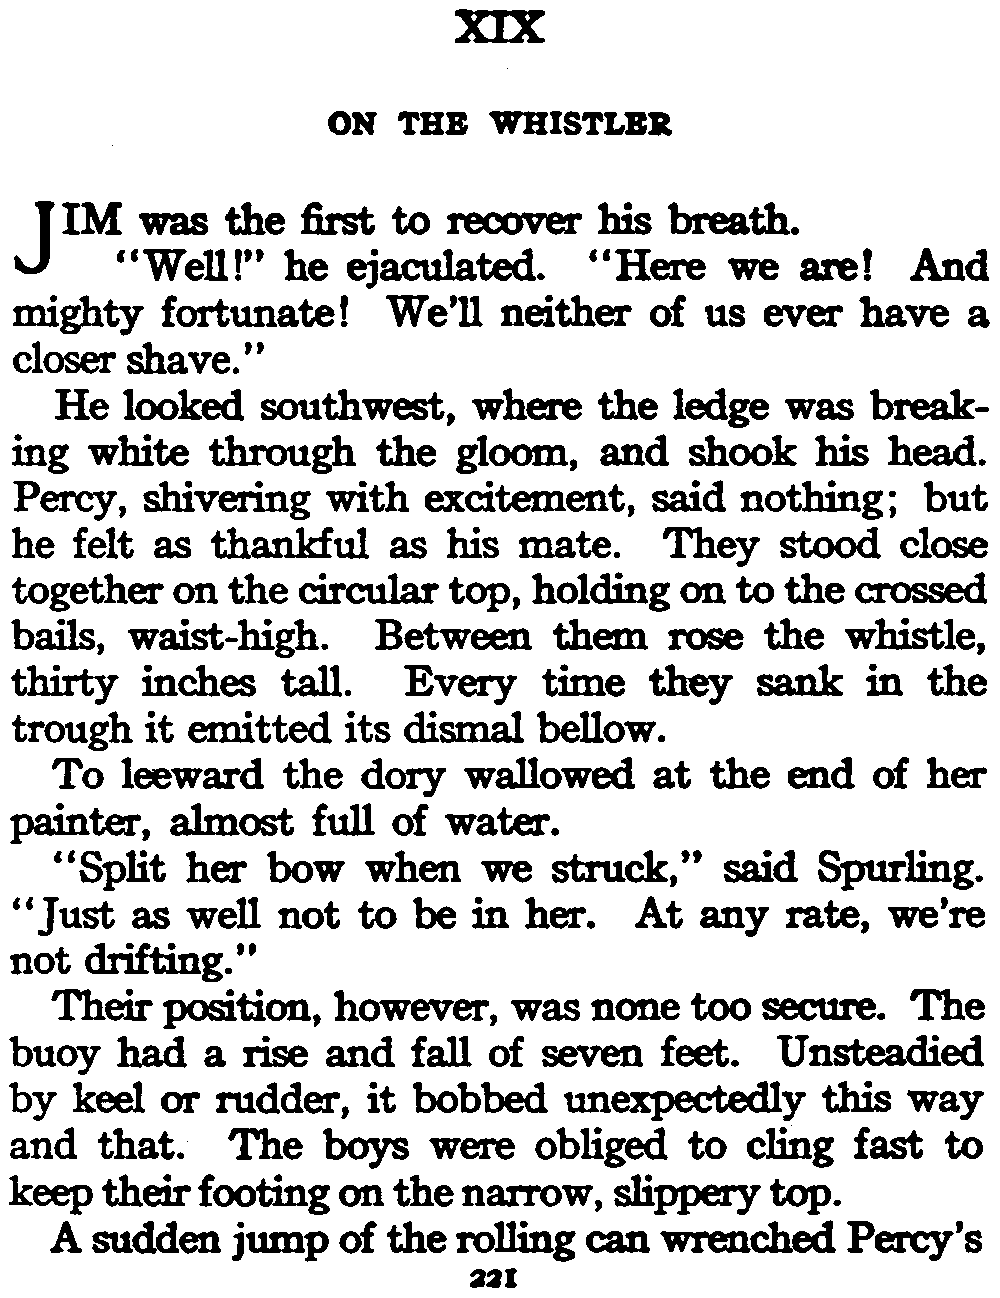 XIX
ON THE WHISTLER
JIM was the first to recover his breath.
"Well!" he ejaculated. "Here we are! And
mighty fortunate! We'll neither of us ever have a
closer shave."
He looked southwest, where the ledge was break-
ing white through the gloom, and shook his head.
Percy, shivering with excitement, said nothing; but
he felt as thankful as his mate. They stood close
together on the circular top, holding on to the crossed
bails, waist-high. Between them rose the whistle,
thirty inches tall. Every time they sank in the
trough it emitted its dismal bellow.
To leeward the dory wallowed at the end of her
painter, almost full of water.
"Split her bow when we struck," said Spurling.
"Just as well not to be in her. At any rate, we're
not drifting."
Their position, however, was none too secure. The
buoy had a rise and fall of seven feet. Unsteadied
by keel or rudder, it bobbed unexpectedly this way
and that. The boys were obliged to cling fast to
keep their footing on the narrow, slippery top.
A sudden jump of the rolling can wrenched Percy's
221